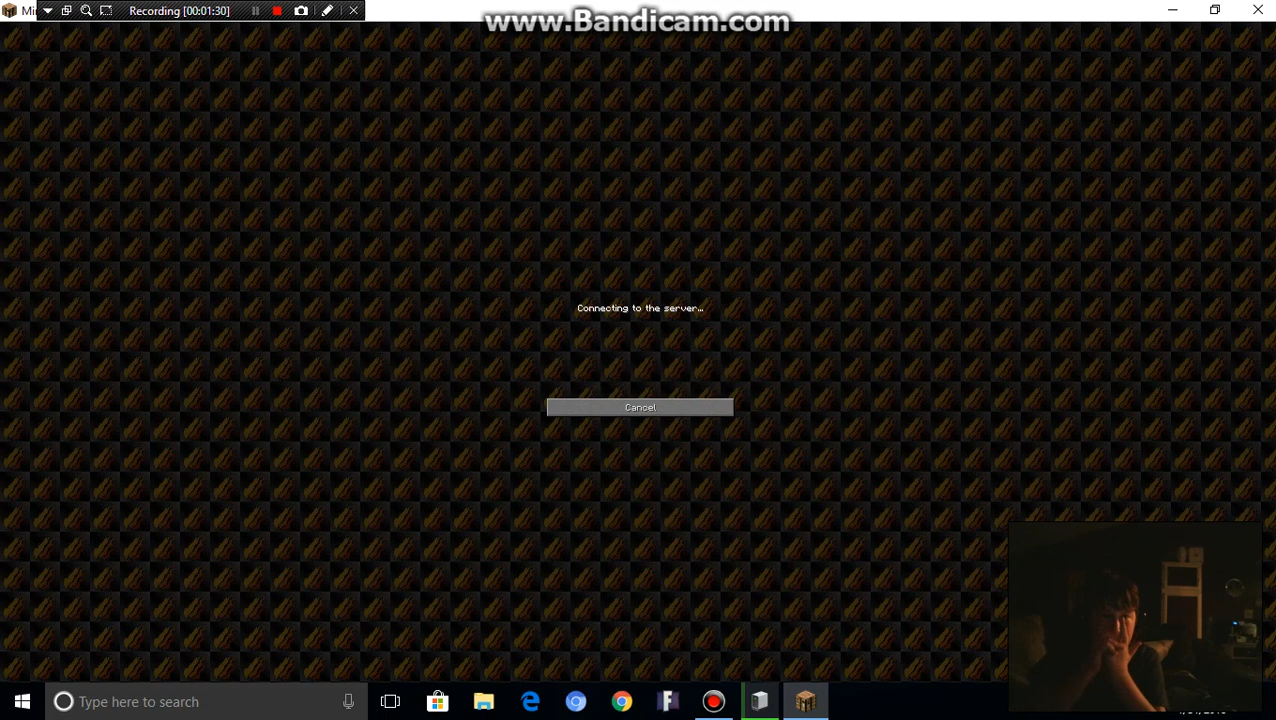 Recording [00:01:30]
www.Bandicam.com
Connecting to the server...
Cancel
Type here to search